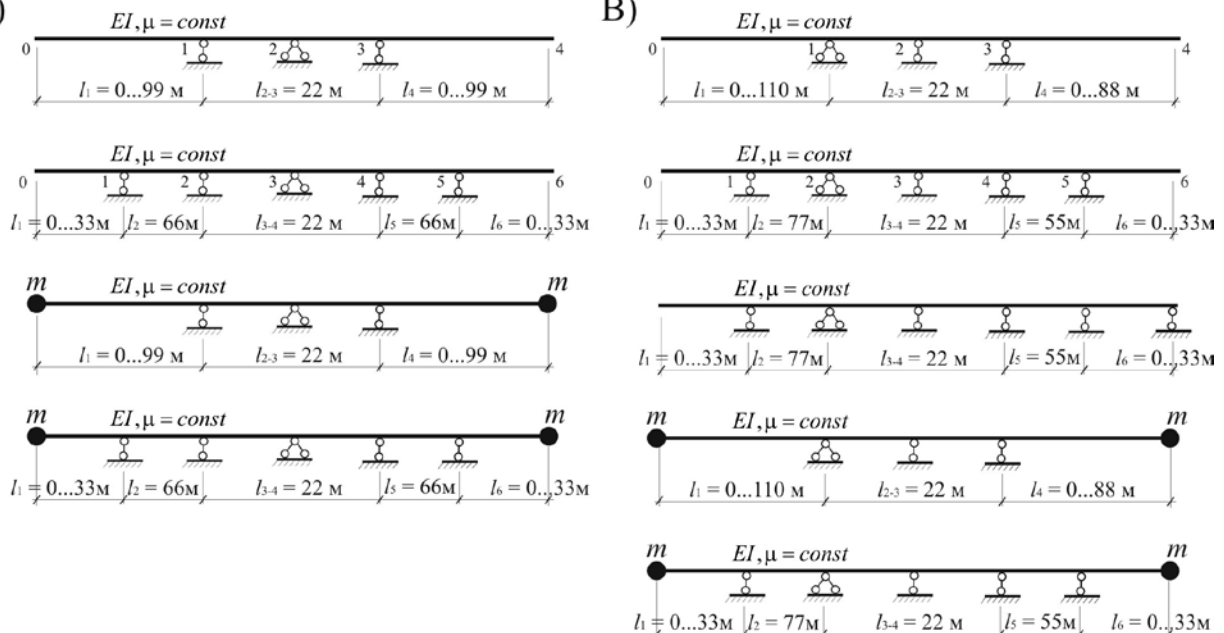 )
EI, μ = const
0 1 2 3 4
l1 = 0...99 м l2-3 = 22 м l4 = 0...99 м
EI, μ = const
0 1 2 3 4 5 6
l1 = 0...33м l2 = 66м l3-4 = 22 м l5 = 66м l6 = 0...33м
m EI, μ = const m
l1 = 0...99 м l2-3 = 22 м l4 = 0...99 м
m EI, μ = const m
l1 = 0...33м l2 = 66м l3-4 = 22 м l5 = 66м l6 = 0...33м
В)
EI, μ = const
0 1 2 3 4
l1 = 0...110 м l2-3 = 22 м l4 = 0...88 м
EI, μ = const
0 1 2 3 4 5 6
l1 = 0...33м l2 = 77м l3-4 = 22 м l5 = 55м l6 = 0...33м
EI, μ = const
l1 = 0...33м l2 = 77м l3-4 = 22 м l5 = 55м l6 = 0...33м
m EI, μ = const m
l1 = 0...110 м l2-3 = 22 м l4 = 0...88 м
m EI, μ = const m
l1 = 0...33м l2 = 77м l3-4 = 22 м l5 = 55м l6 = 0...33м